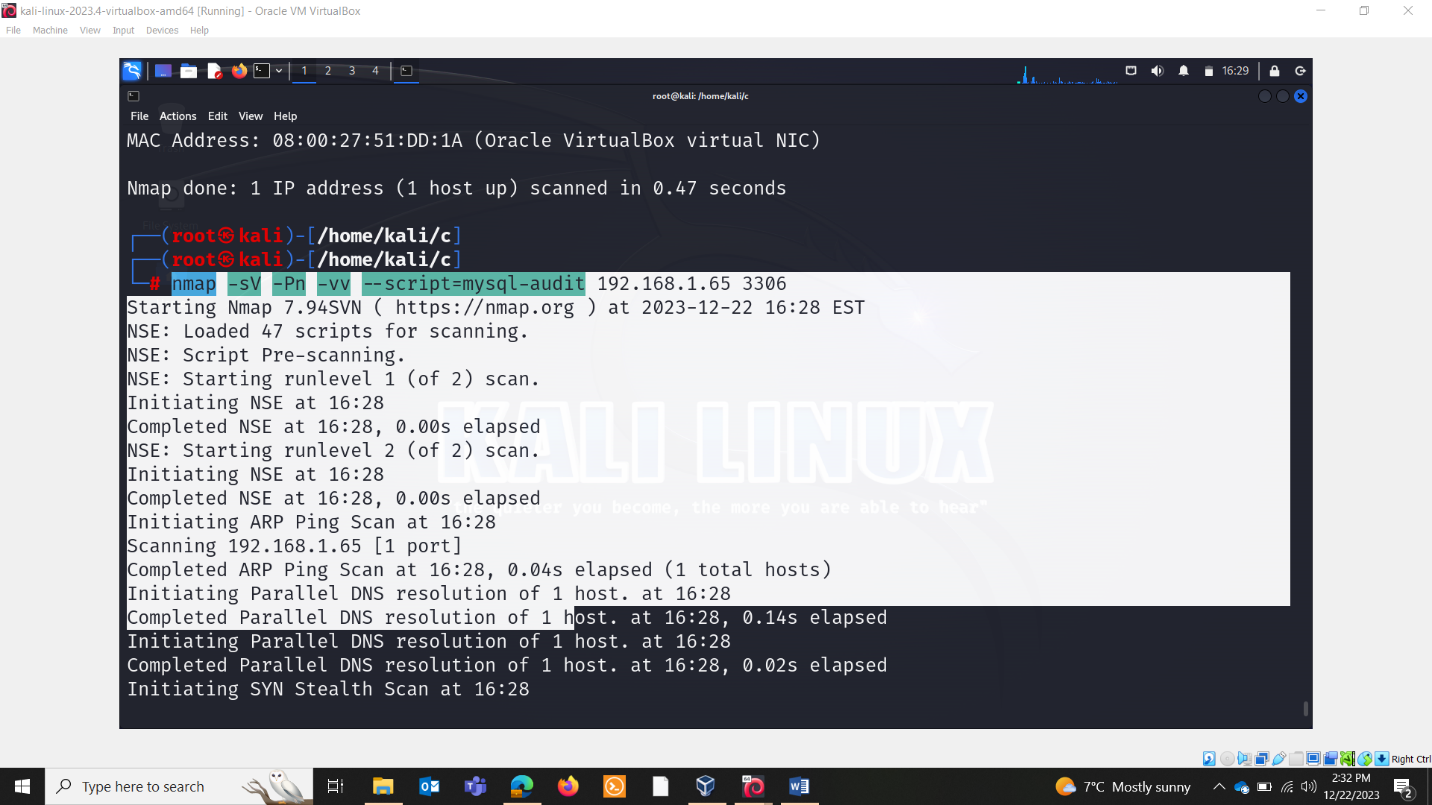 kali-linux-2023.4-virtualbox-amd64 [Running] - Oracle VM VirtualBox
File Machine View Input Devices Help
1 2 3 4
16:29
root@kali: /home/kali/c
File Actions Edit View Help
MAC Address: 08:00:27:51:DD:1A (Oracle VirtualBox virtual NIC)
Nmap done: 1 IP address (1 host up) scanned in 0.47 seconds
┌──(root㉿kali)-[/home/kali/c]
┌──(root㉿kali)-[/home/kali/c]
└─# nmap -sV -Pn -vv --script=mysql-audit 192.168.1.65 3306
Starting Nmap 7.94SVN ( https://nmap.org ) at 2023-12-22 16:28 EST
NSE: Loaded 47 scripts for scanning.
NSE: Script Pre-scanning.
NSE: Starting runlevel 1 (of 2) scan.
Initiating NSE at 16:28
Completed NSE at 16:28, 0.00s elapsed
NSE: Starting runlevel 2 (of 2) scan.
Initiating NSE at 16:28
Completed NSE at 16:28, 0.00s elapsed
Initiating ARP Ping Scan at 16:28
Scanning 192.168.1.65 [1 port]
Completed ARP Ping Scan at 16:28, 0.04s elapsed (1 total hosts)
Initiating Parallel DNS resolution of 1 host. at 16:28
Completed Parallel DNS resolution of 1 host. at 16:28, 0.14s elapsed
Initiating Parallel DNS resolution of 1 host. at 16:28
Completed Parallel DNS resolution of 1 host. at 16:28, 0.02s elapsed
Initiating SYN Stealth Scan at 16:28
KALI LINUX
the quieter you become, the more you are able to hear"
Right Ctrl
Type here to search
7°C Mostly sunny
2:32 PM
12/22/2023
2